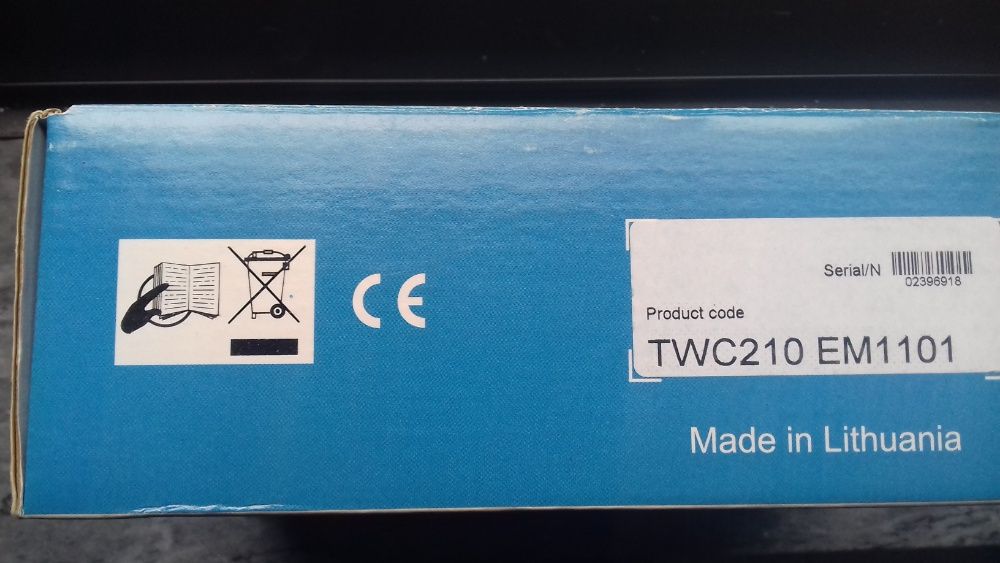 CE
Serial/N
02396918
Product code
TWC210 EM1101
Made in Lithuania